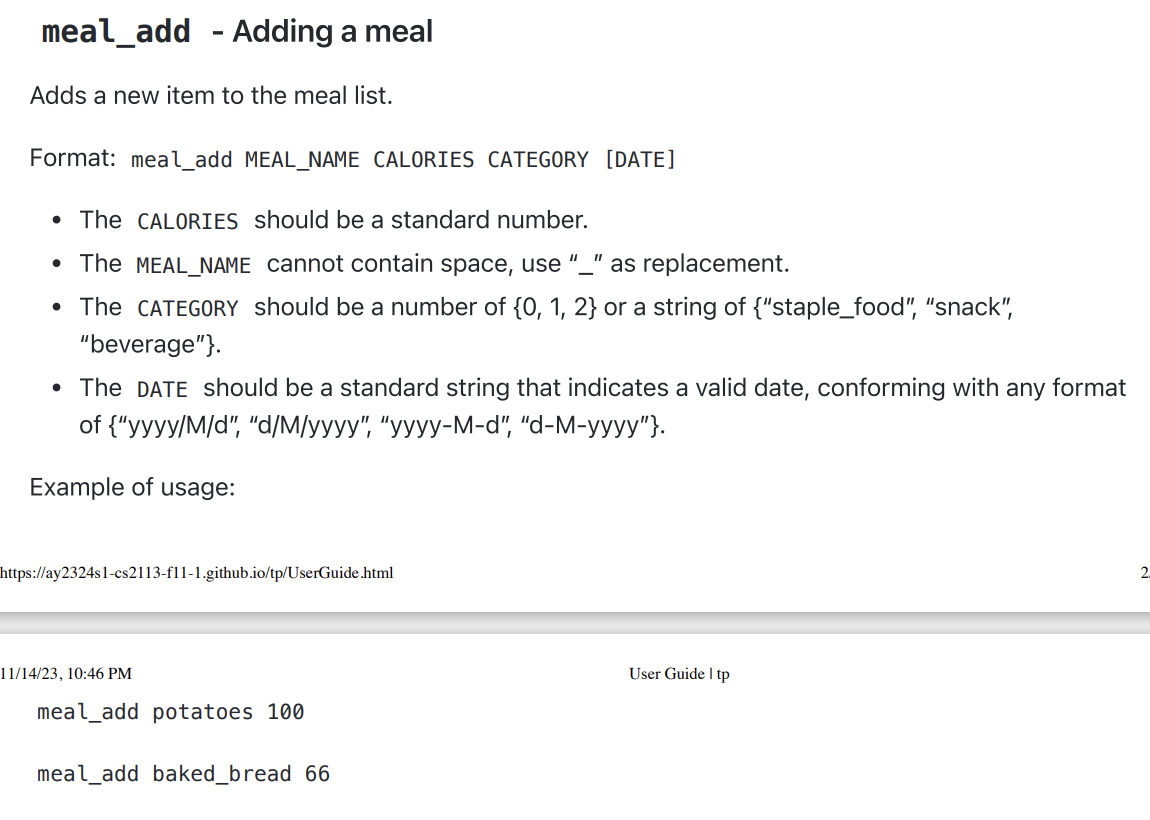 meal_add - Adding a meal
Adds a new item to the meal list.
Format: meal_add MEAL_NAME CALORIES CATEGORY [DATE]
• The CALORIES should be a standard number.
• The MEAL_NAME cannot contain space, use “_” as replacement.
• The CATEGORY should be a number of {0, 1, 2} or a string of {“staple_food”, “snack”,
“beverage”}.
• The DATE should be a standard string that indicates a valid date, conforming with any format
of {“yyyy/M/d”, “d/M/yyyy”, “yyyy-M-d”, “d-M-yyyy”}.
Example of usage:
https://ay2324s1-cs2113-f11-1.github.io/tp/UserGuide.html 2
11/14/23, 10:46 PM User Guide | tp
meal_add potatoes 100
meal_add baked_bread 66